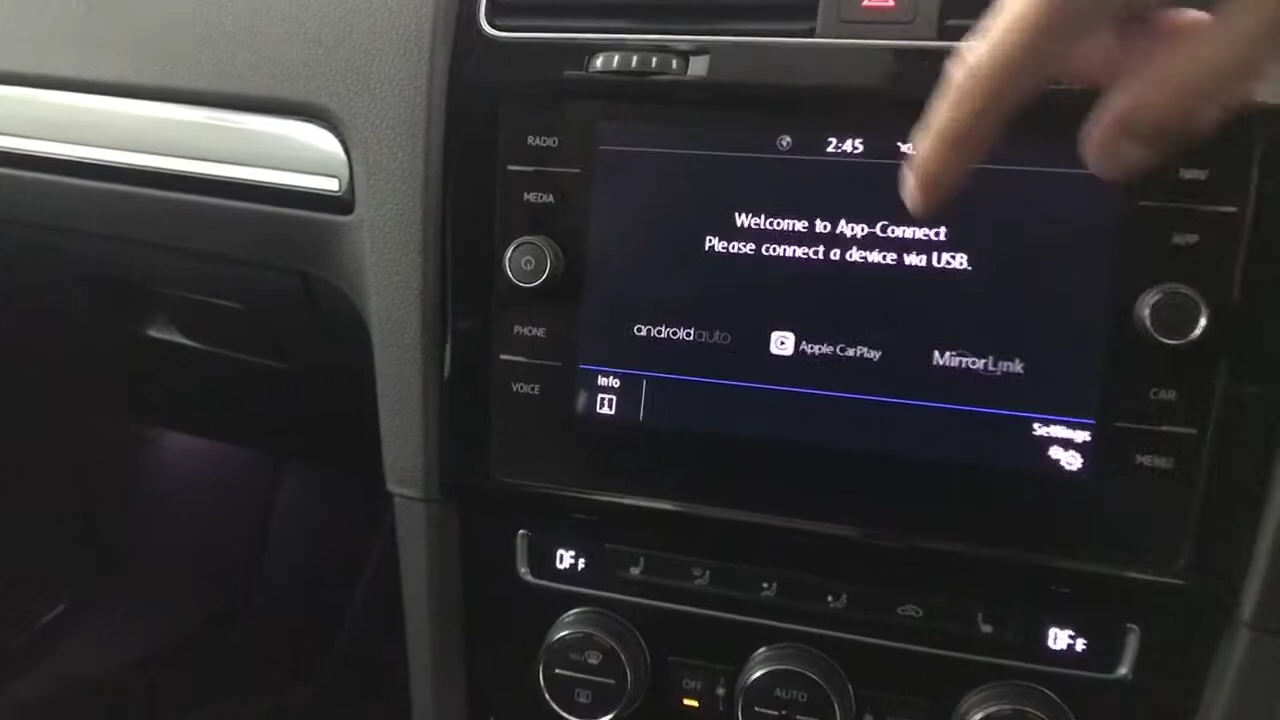 RADIO
MEDIA
PHONE
VOICE
2:45
Welcome to App-Connect
Please connect a device via USB.
androidauto
Apple CarPlay
MirrorLink
Info
i
Settings
NAV
APP
CAR
MENU
OFF
OFF
OFF
AUTO